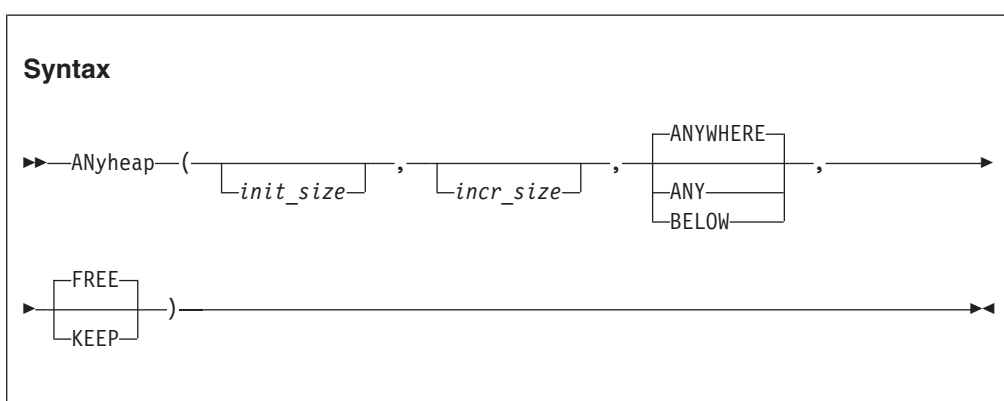 Syntax
ANYWHERE
ANyheap ( , , ,
init_size incr_size ANY
BELOW
FREE
)
KEEP